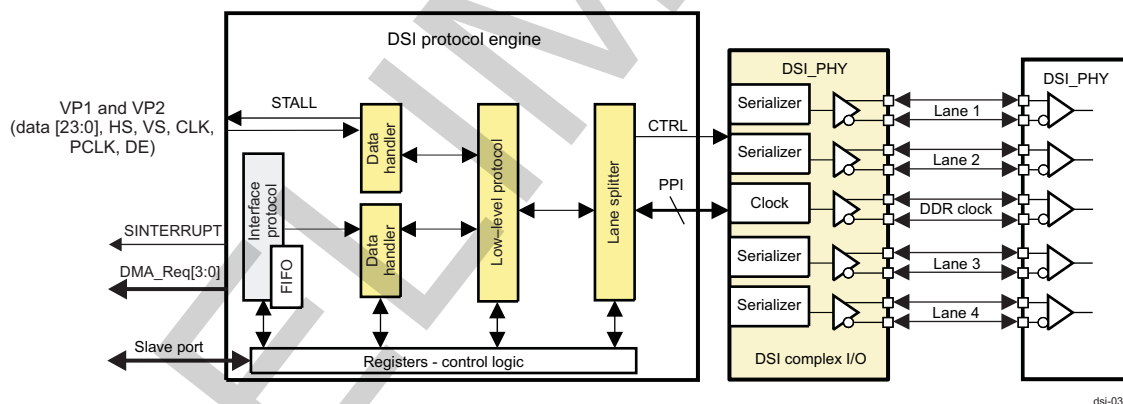 DSI protocol engine
VP1 and VP2
(data [23:0], HS, VS, CLK,
PCLK, DE)
STALL
Data
handler
Interface
protocol
FIFO
Data
handler
Low-level protocol
Lane splitter
SINTERRUPT
DMA_Req[3:0]
Slave port
Registers - control logic
CTRL
PPI
DSI_PHY
Serializer
Serializer
Clock
Serializer
Serializer
DSI complex I/O
Lane 1
Lane 2
DDR clock
Lane 3
Lane 4
DSI_PHY
dsi-03